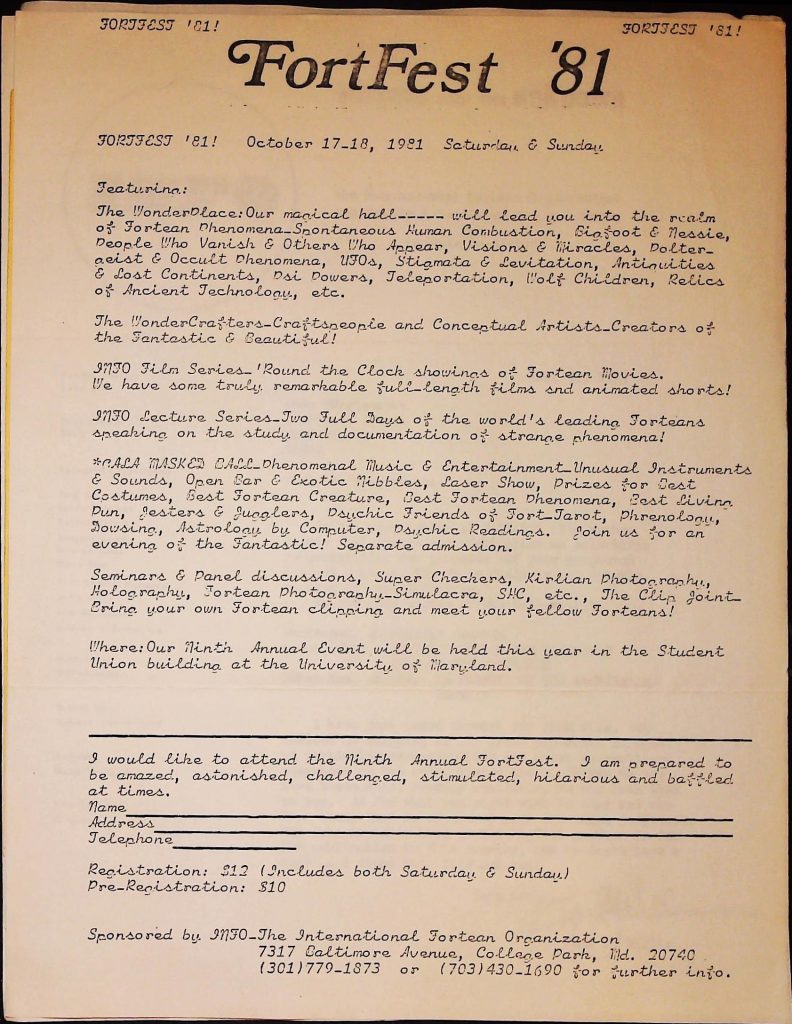 FORTFEST '81! FORTFEST '81!
FortFest '81
FORTFEST '81! October 17-18, 1981 Saturday & Sunday
Featuring:
The WonderPlace:Our magical hall----- will lead you into the realm
of Fortean Phenomena-Spontaneous Human Combustion, Bigfoot & Nessie,
People Who Vanish & Others Who Appear, Visions & Miracles, Polter-
geist & Occult Phenomena, UFOs, Stigmata & Levitation, Antiquities
& Lost Continents, Psi Powers, Teleportation, Wolf Children, Relics
of Ancient Technology, etc.
The WonderCrafters-Craftspeople and Conceptual Artists-Creators of
the Fantastic & Beautiful!
INFO Film Series-'Round the Clock showings of Fortean Movies.
We have some truly remarkable full-length films snd animated shorts!
INFO Lecture Series-Two Full Days of the world's leading Forteans
speaking on the study and documentation of strange phenomena!
*GALA MASKED BALL-Phenomenal Music & Entertainment-Unusual Instruments
& Sounds, Open Bar & Exotic Nibbles, Laser Show, Prizes for Best
Costumes, Best Fortean Creature, Best Fortean Phenomena, Best Living
Pun, Jesters & Jugglers, Psychic Friends of Fort-Tarot, Phrenology,
Dowsing, Astrology by Computer, Psychic Readings. Join us for an
evening of the Fantastic! Separate admission.
Seminars & Panel discussions, Super Checkers, Kirlian Photography,
Holography, Fortean Photography-Simulacra, SHC, etc., The Clip Joint-
Bring your own Fortean clipping and meet your fellow Forteans!
Where:Our Ninth Annual Event will be held this year in the Student
Union building at the University of Maryland.
I would like to attend the Ninth Annual FortFest. I am prepared to
be amazed, astonished, challenged, stimulated, hilarious and baffled
at times.
Name
Address
Telephone
Registration: $12 (Includes both Saturday & Sunday)
Pre-Registration: $10
Sponsored by INFO-The International Fortean Organization
7317 Baltimore Avenue, College Park, Md. 20740
(301)779-1873 or (703)430-1690 for further info.